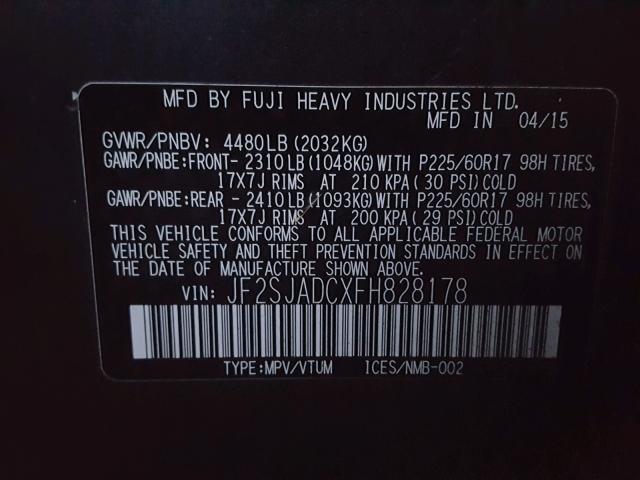 MFD BY FUJI HEAVY INDUSTRIES LTD.
MFD IN 04/15
GVWR/PNBV: 4480LB(2032KG)
GAWR/PNBE:FRONT- 2310LB(1048KG)WITH P225/60R17 98H TIRES,
17X7J RIMS AT 210 KPA(30 PSI)COLD
GAWR/PNBE:REAR - 2410LB(1093KG)WITH P225/60R17 98H TIRES,
17X7J RIMS AT 200 KPA(29 PSI)COLD
THIS VEHICLE CONFORMS TO ALL APPLICABLE FEDERAL MOTOR
VEHICLE SAFETY AND THEFT PREVENTION STANDARDS IN EFFECT
ON THE DATE OF MANUFACTURE SHOWN ABOVE.
VIN: JF2SJADCXFH828178
TYPE:MPV/VTUM ICES/NMB-002